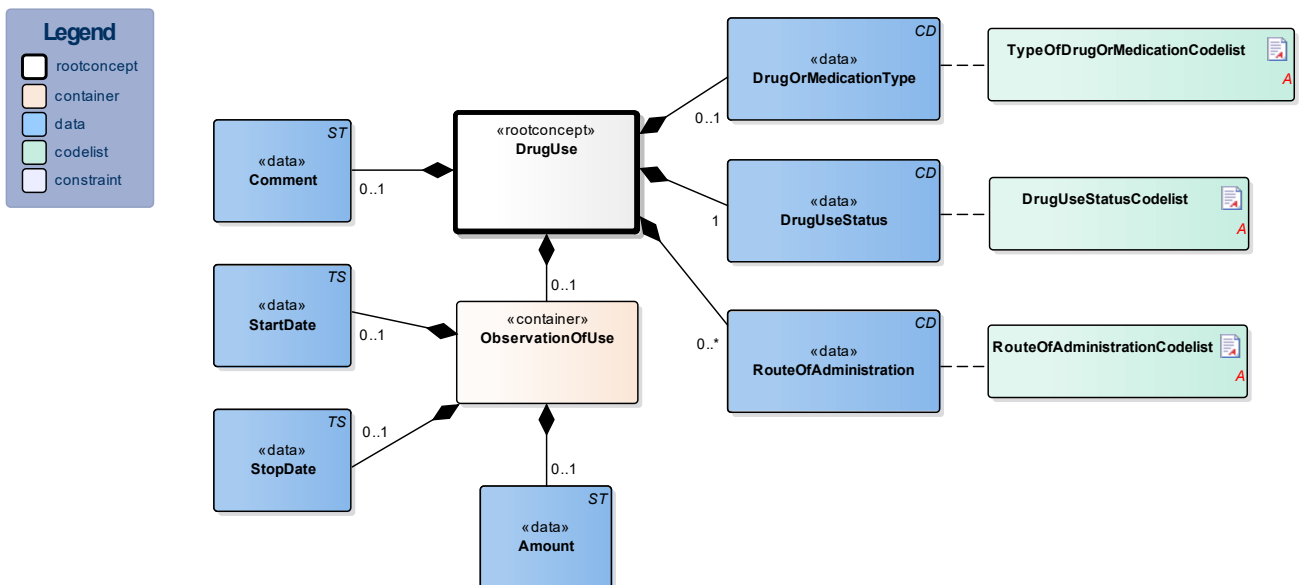 Legend
rootconcept
container
data
codelist
constraint
CD
«data»
DrugOrMedicationType
0..1
TypeOfDrugOrMedicationCodelist
A
ST
«data»
Comment
0..1
«rootconcept»
DrugUse
CD
«data»
DrugUseStatus
1
DrugUseStatusCodelist
A
TS
«data»
StartDate
0..1
0..1
«container»
ObservationOfUse
CD
«data»
RouteOfAdministration
0..*
RouteOfAdministrationCodelist
A
TS
«data»
StopDate
0..1
0..1
ST
«data»
Amount